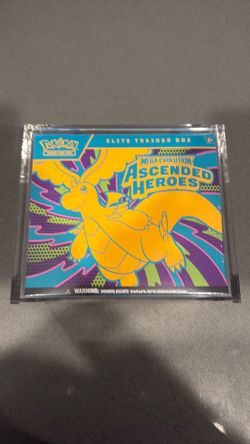 Pokémon
ELITE TRAINER BOX
MEGA EVOLUTION
ASCENDED
HEROES
WARNING: